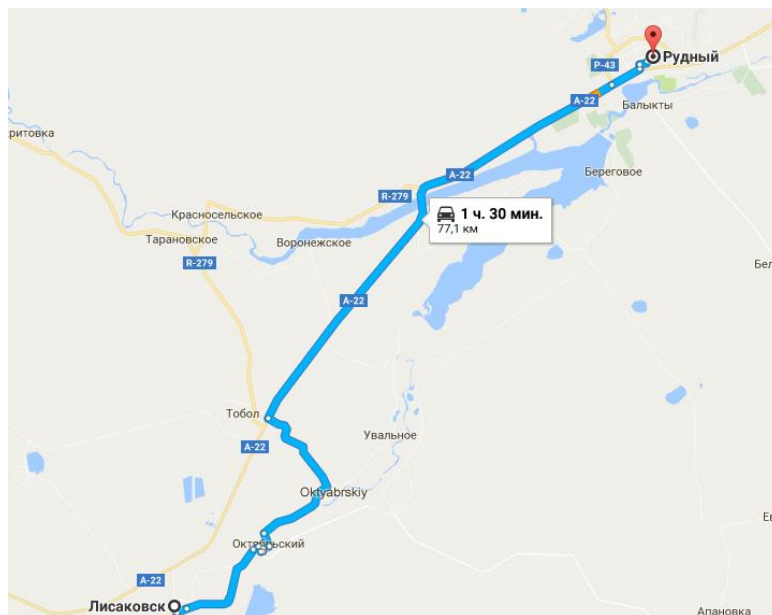 Рудный
Р-43
А-22
Балыкты
ритовка
А-22
Береговое
R-279
Красносельское
1 ч. 30 мин.
77,1 км
Тарановское
Воронежское
R-279
Бел
А-22
Тобол
Увальное
А-22
Oktyabrskiy
Ев
Октябрьский
А-22
Лисаковск
Апановка